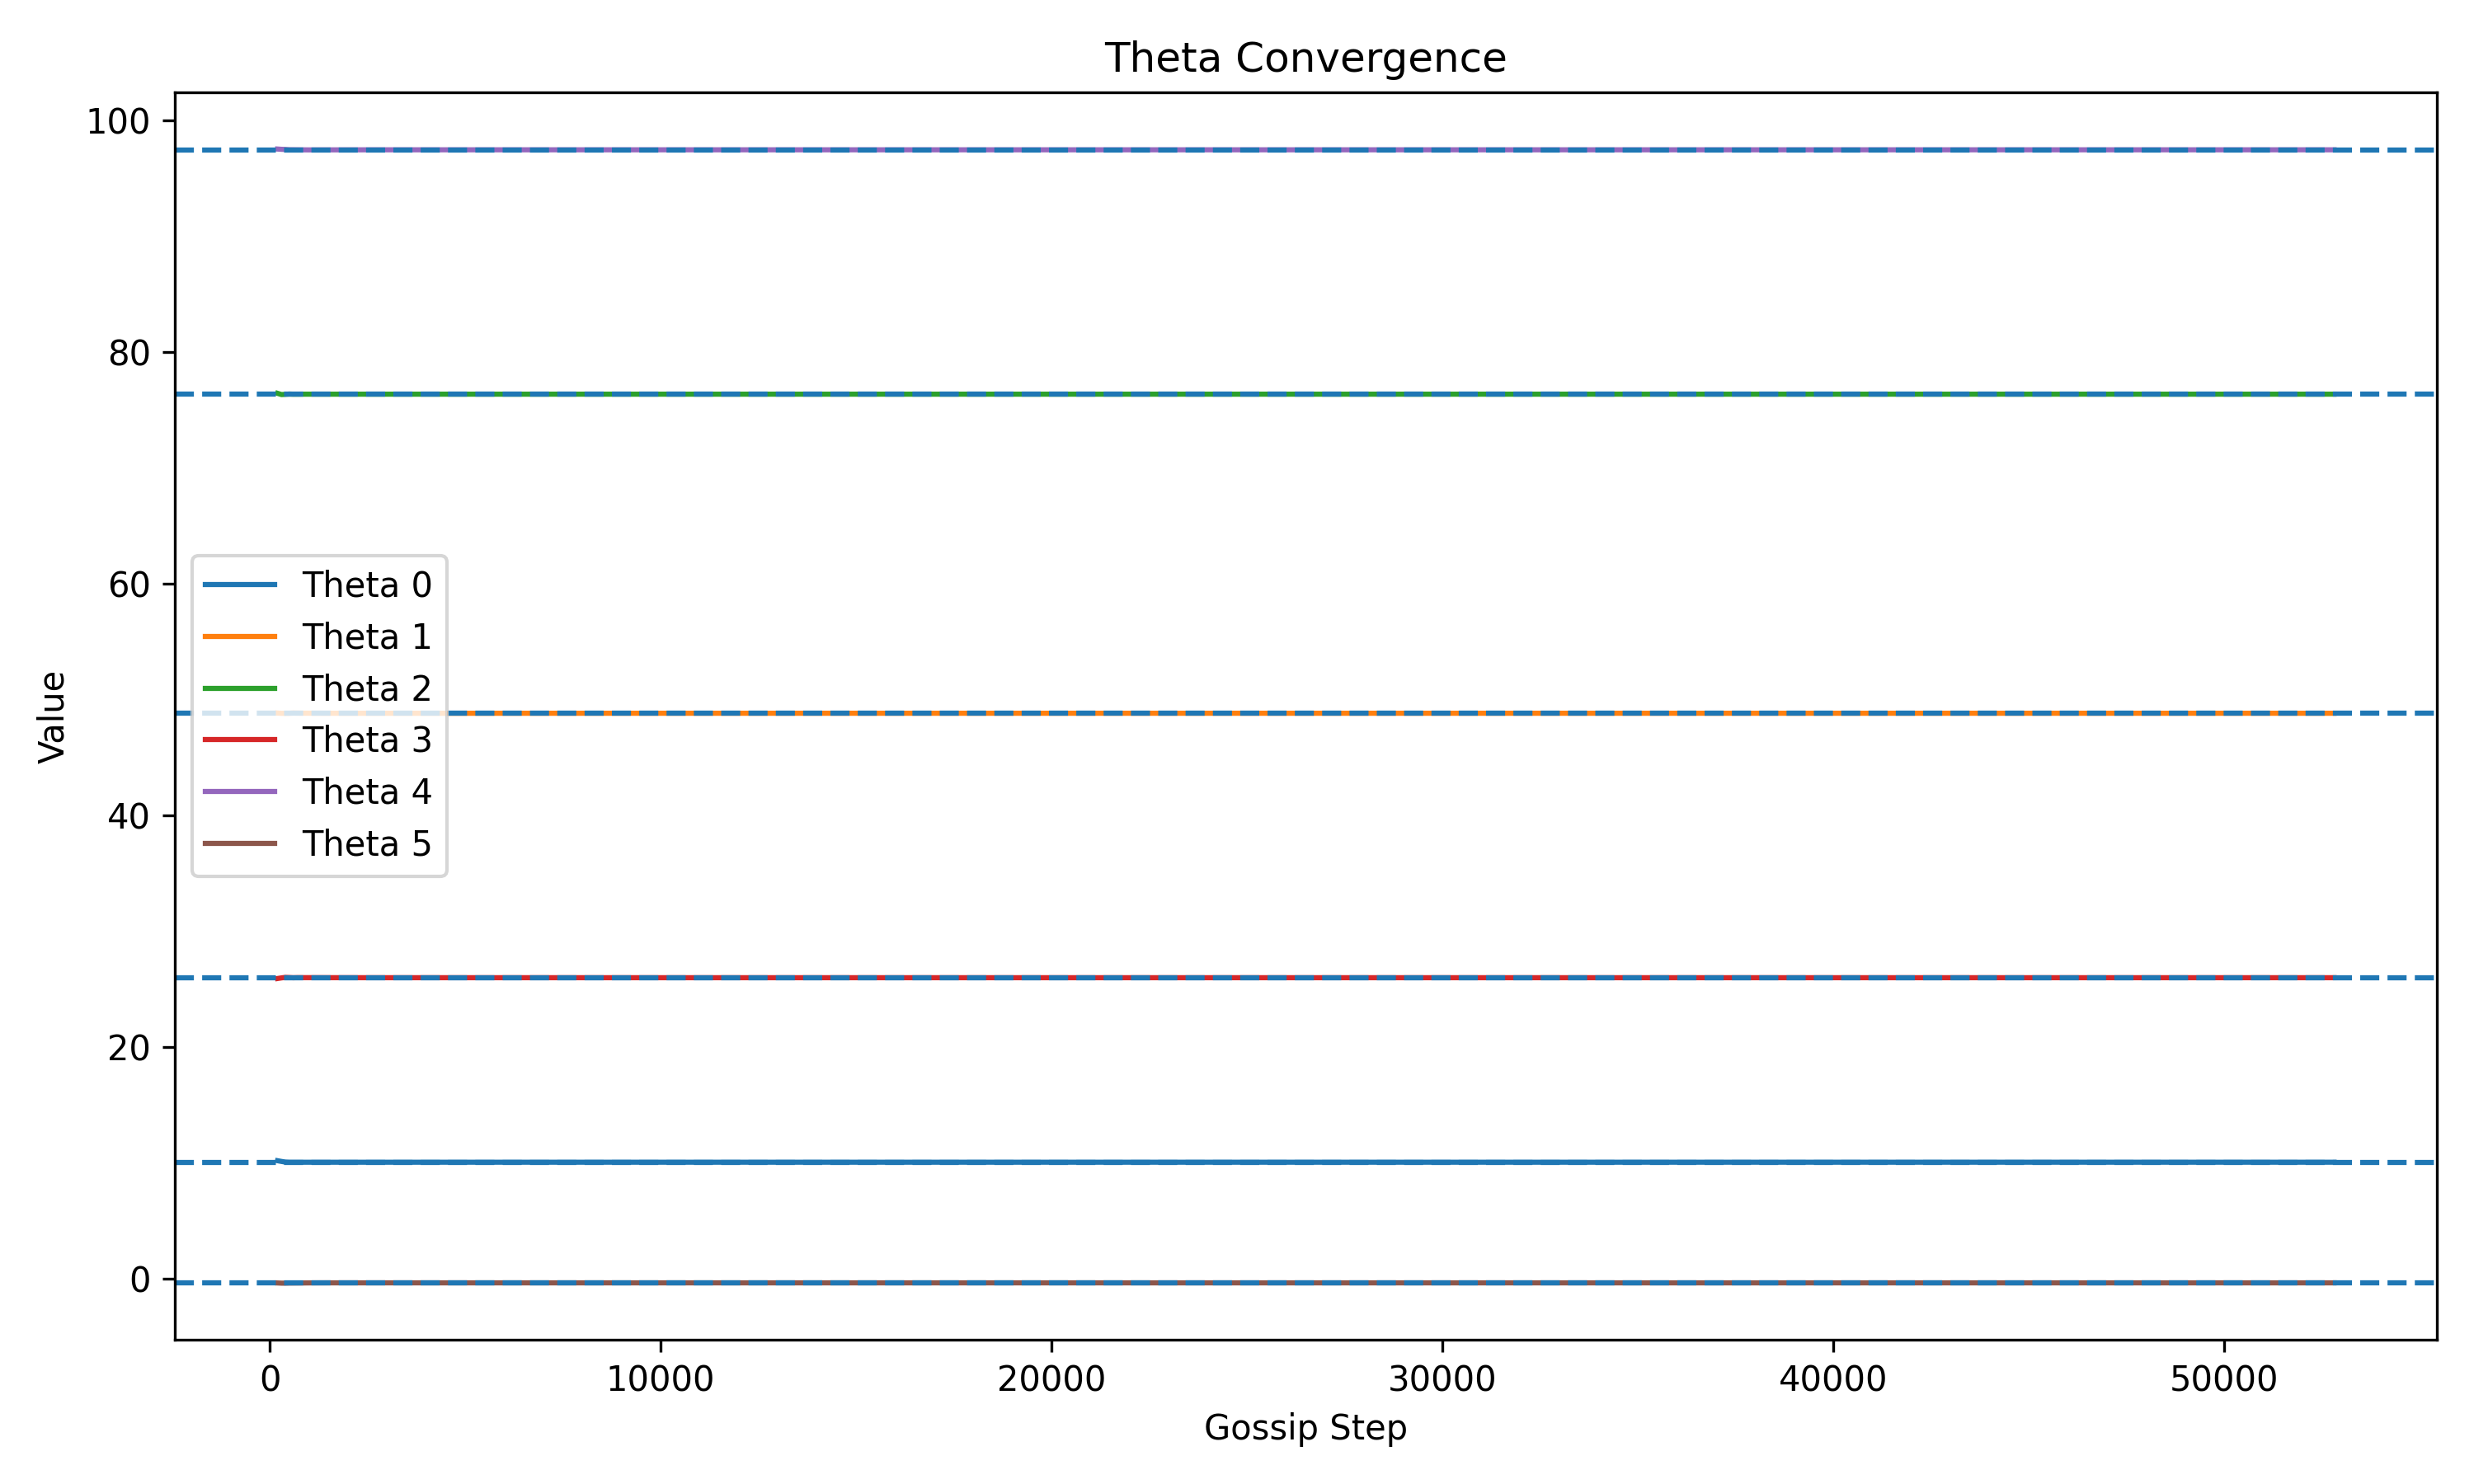 Theta Convergence
100
80
60
40
20
0
Value
Theta 0
Theta 1
Theta 2
Theta 3
Theta 4
Theta 5
0 10000 20000 30000 40000 50000
Gossip Step